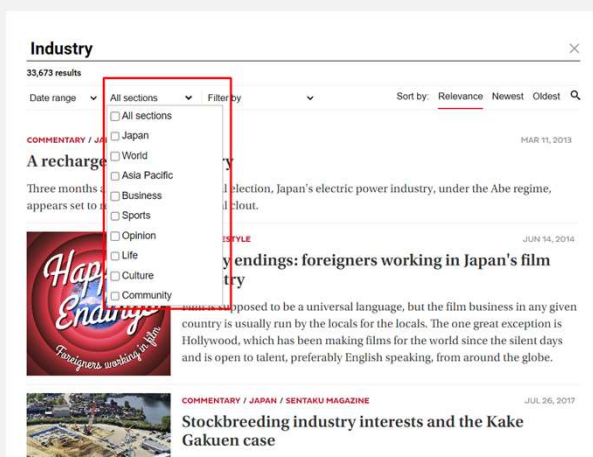 Industry
33,673 results
Date range
All sections
Filter by
Sort by: Relevance Newest Oldest
All sections
Japan
World
Asia Pacific
Business
Sports
Opinion
Life
Culture
Community
COMMENTARY / JA
MAR 11, 2013
A recharge
y
Three months a
l election, Japan's electric power industry, under the Abe regime,
appears set to r
l clout.
ESTYLE
JUN 14, 2014
y endings: foreigners working in Japan's film
try
supposed to be a universal language, but the film business in any given
country is usually run by the locals for the locals. The one great exception is
Hollywood, which has been making films for the world since the silent days
and is open to talent, preferably English speaking, from around the globe.
Happy
Endings
Foreigners working in film
COMMENTARY / JAPAN / SENTAKU MAGAZINE
JUL 26, 2017
Stockbreeding industry interests and the Kake
Gakuen case